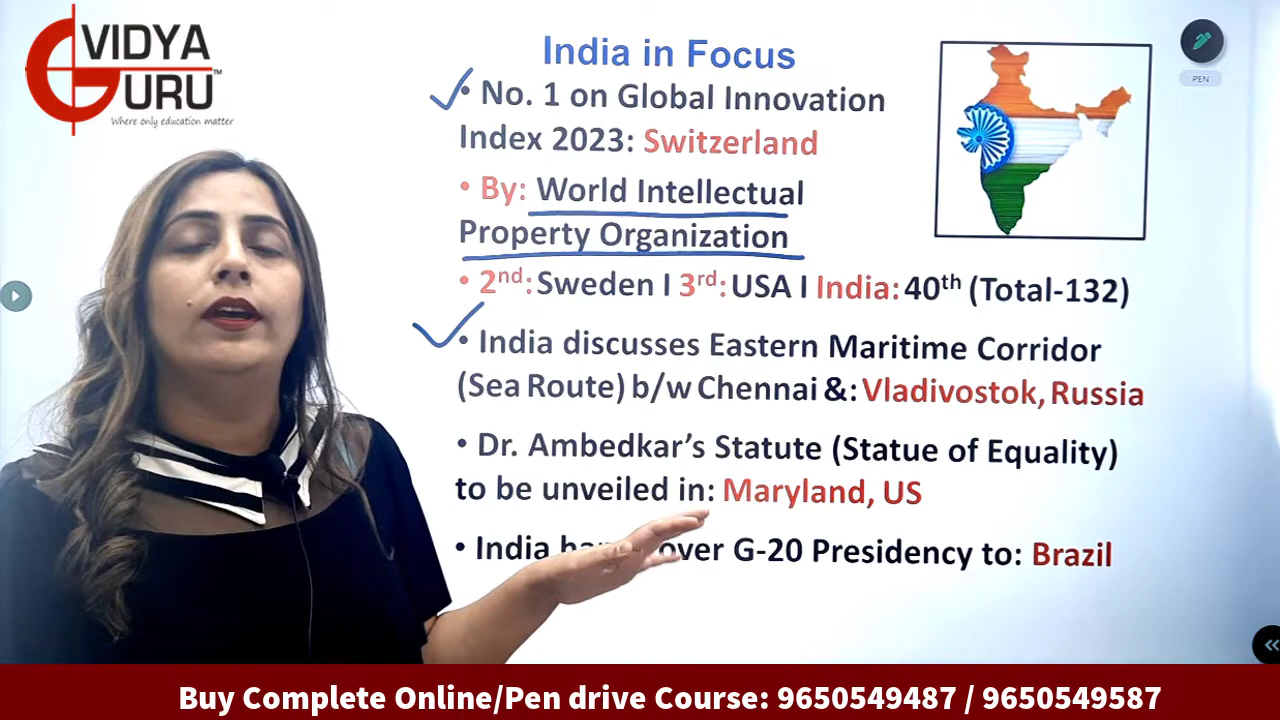 VIDYA
GURU™
Where only education matter
India in Focus
• No. 1 on Global Innovation
Index 2023: Switzerland
• By: World Intellectual
Property Organization
• 2nd: Sweden I 3rd: USA I India: 40th (Total-132)
• India discusses Eastern Maritime Corridor
(Sea Route) b/w Chennai &: Vladivostok, Russia
• Dr. Ambedkar's Statute (Statue of Equality)
to be unveiled in: Maryland, US
• India over G-20 Presidency to: Brazil
PEN
Buy Complete Online/Pen drive Course: 9650549487 / 9650549587